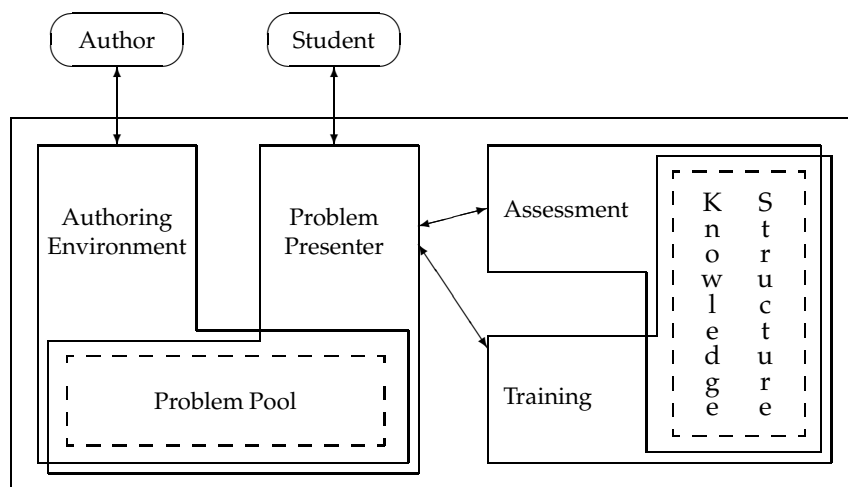 Author
Student
Authoring
Environment
Problem
Presenter
Assessment
Knowledge
Structure
Training
Problem Pool